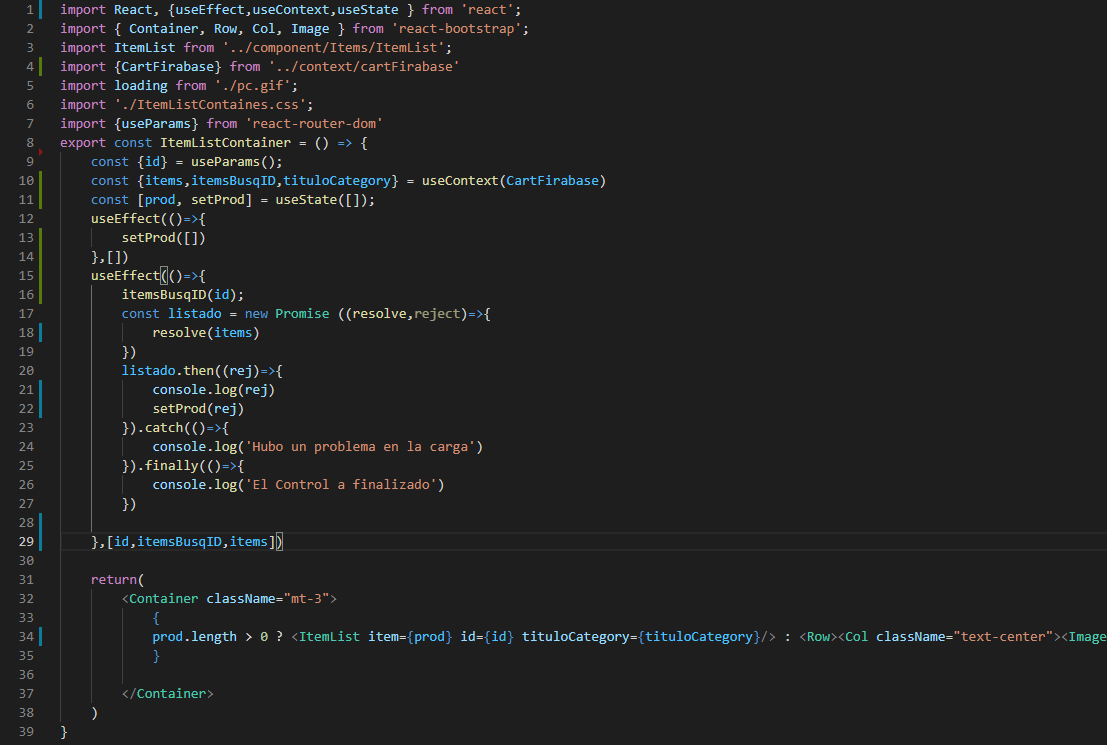 1 import React, {useEffect,useContext,useState } from 'react';
2 import { Container, Row, Col, Image } from 'react-bootstrap';
3 import ItemList from '../component/Items/ItemList';
4 import {CartFirabase} from '../context/cartFirabase'
5 import loading from './pc.gif';
6 import './ItemListContaines.css';
7 import {useParams} from 'react-router-dom'
8 export const ItemListContainer = () => {
9 const {id} = useParams();
10 const {items,itemsBusqID,tituloCategory} = useContext(CartFirabase)
11 const [prod, setProd] = useState([]);
12 useEffect(()=>{
13 setProd([])
14 },[])
15 useEffect(()=>{
16 itemsBusqID(id);
17 const listado = new Promise ((resolve,reject)=>{
18 resolve(items)
19 })
20 listado.then((rej)=>{
21 console.log(rej)
22 setProd(rej)
23 }).catch(()=>{
24 console.log('Hubo un problema en la carga')
25 }).finally(()=>{
26 console.log('El Control a finalizado')
27 })
28
29 },[id,itemsBusqID,items])
30
31 return(
32 <Container className="mt-3">
33 {
34 prod.length > 0 ? <ItemList item={prod} id={id} tituloCategory={tituloCategory}/> : <Row><Col className="text-center"><Image
35 }
36
37 </Container>
38 )
39 }